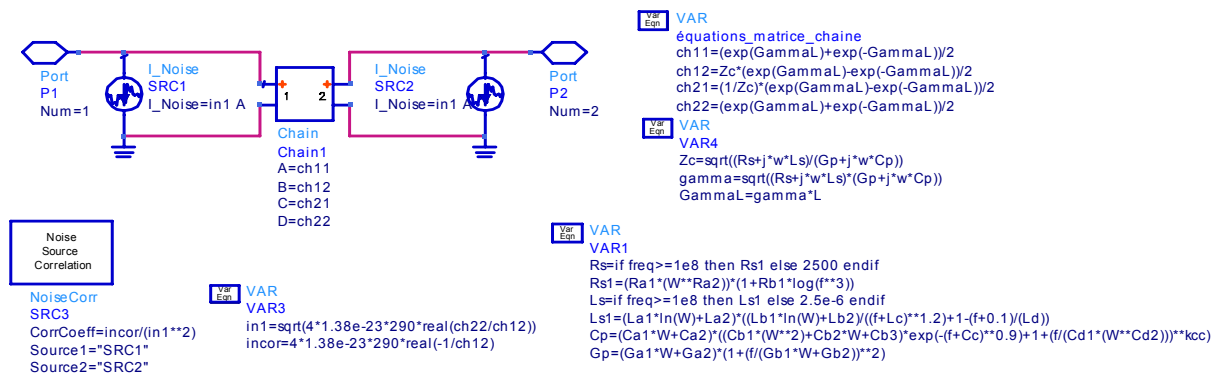 Port
P1
Num=1
I_Noise
SRC1
I_Noise=in1 A
1
2
Chain
Chain1
A=ch11
B=ch12
C=ch21
D=ch22
I_Noise
SRC2
I_Noise=in1 A
Port
P2
Num=2
Var
Eqn
VAR
équations_matrice_chaine
ch11=(exp(GammaL)+exp(-GammaL))/2
ch12=Zc*(exp(GammaL)-exp(-GammaL))/2
ch21=(1/Zc)*(exp(GammaL)-exp(-GammaL))/2
ch22=(exp(GammaL)+exp(-GammaL))/2
Var
Eqn
VAR
VAR4
Zc=sqrt((Rs+j*w*Ls)/(Gp+j*w*Cp))
gamma=sqrt((Rs+j*w*Ls)*(Gp+j*w*Cp))
GammaL=gamma*L
Noise
Source
Correlation
NoiseCorr
SRC3
CorrCoeff=incor/(in1**2)
Source1="SRC1"
Source2="SRC2"
Var
Eqn
VAR
VAR3
in1=sqrt(4*1.38e-23*290*real(ch22/ch12))
incor=4*1.38e-23*290*real(-1/ch12)
Var
Eqn
VAR
VAR1
Rs=if freq>=1e8 then Rs1 else 2500 endif
Rs1=(Ra1*(W**Ra2))*(1+Rb1*log(f**3))
Ls=if freq>=1e8 then Ls1 else 2.5e-6 endif
Ls1=(La1*ln(W)+La2)*((Lb1*ln(W)+Lb2)/((f+Lc)**1.2)+1-(f+0.1)/(Ld))
Cp=(Ca1*W+Ca2)*((Cb1*(W**2)+Cb2*W+Cb3)*exp(-(f+Cc)**0.9)+1+(f/(Cd1*(W**Cd2)))**kcc)
Gp=(Ga1*W+Ga2)*(1+(f/(Gb1*W+Gb2))**2)